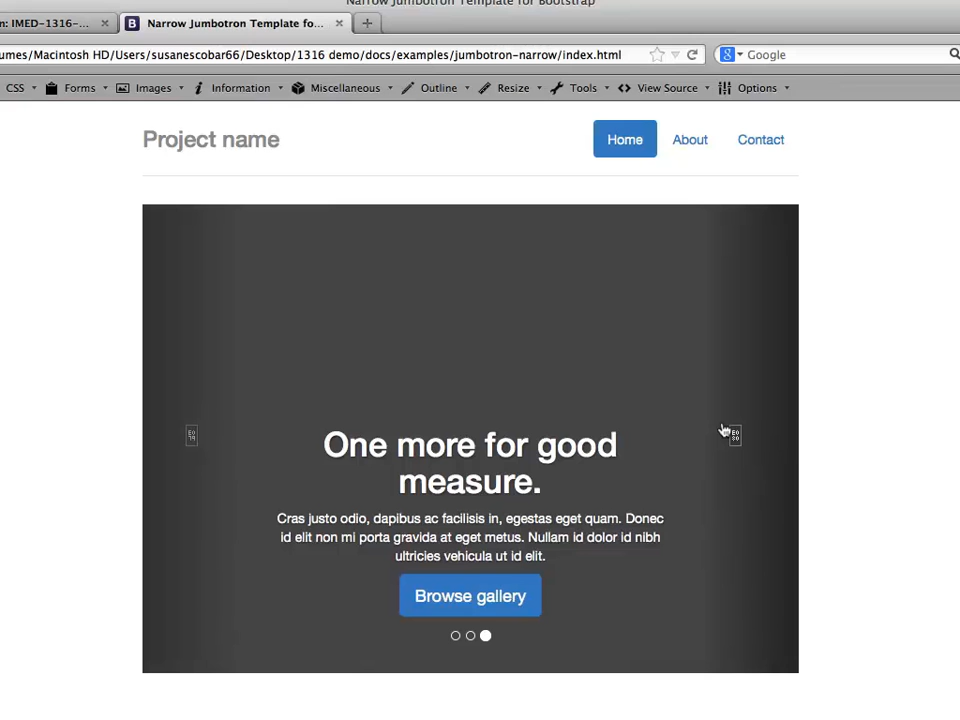 Narrow Jumbotron Template for Bootstrap
n: IMED-1316-... B Narrow Jumbotron Template fo...
umes/Macintosh HD/Users/susanescobar66/Desktop/1316 demo/docs/examples/jumbotron-narrow/index.html Google
CSS Forms Images Information Miscellaneous Outline Resize Tools View Source Options
Project name Home About Contact
One more for good
measure.
Cras justo odio, dapibus ac facilisis in, egestas eget quam. Donec
id elit non mi porta gravida at eget metus. Nullam id dolor id nibh
ultricies vehicula ut id elit.
Browse gallery